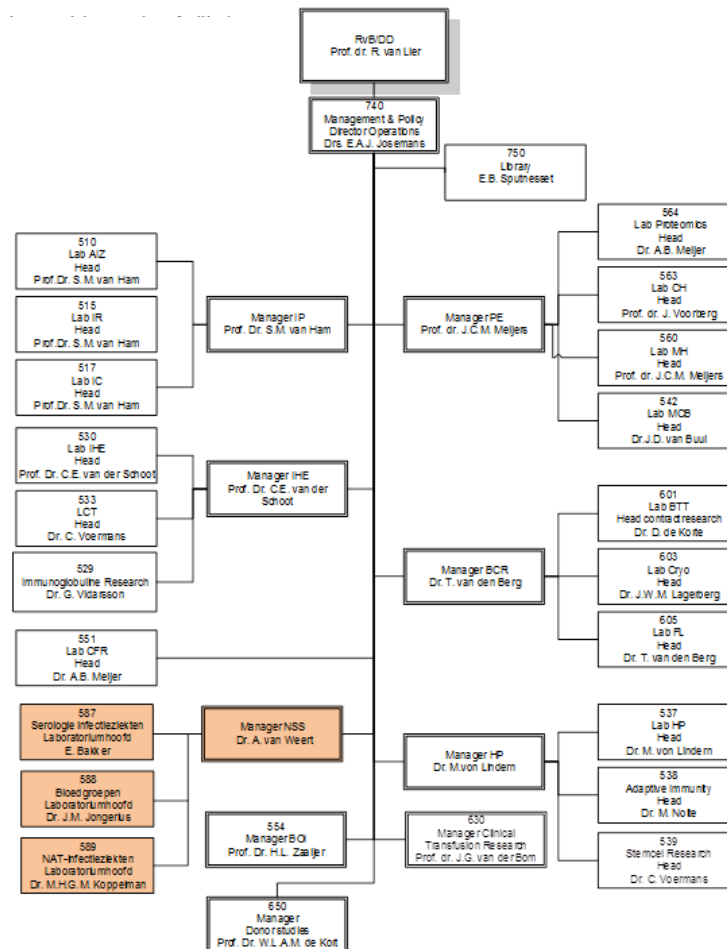 RvB/DD
Prof. dr. R. van Lier
740
Management & Policy
Director Operations
Drs. E.A.J. Josemans
750
Library
E.B. Sputnesset
510
Lab AIZ
Head
Prof.Dr. S.M. van Ham
515
Lab IR
Head
Prof.Dr. S.M. van Ham
517
Lab IC
Head
Prof.Dr. S.M. van Ham
Manager IP
Prof. Dr. S.M. van Ham
Manager PE
Prof. dr. J.C.M. Meijers
564
Lab Proteomics
Head
Dr. A.B. Meijer
563
Lab CH
Head
Prof. dr. J. Voorberg
560
Lab MH
Head
Prof. dr. J.C.M. Meijers
542
Lab MCB
Head
Dr.J.D. van Buul
530
Lab IHE
Head
Prof. Dr. C.E. van der Schoot
533
LCT
Head
Dr. C. Voermans
529
Immunoglobuline Research
Dr. G. Vidarsson
Manager IHE
Prof. Dr. C.E. van der
Schoot
Manager BCR
Dr. T. van den Berg
601
Lab BTT
Head contractresearch
Dr. D. de Korte
603
Lab Cryo
Head
Dr. J.W.M. Lagerberg
605
Lab FL
Head
Dr. T. van den Berg
551
Lab CFR
Head
Dr. A.B. Meijer
587
Serologie Infectieziekten
Laboratoriumhoofd
E. Bakker
588
Bloedgroepen
Laboratoriumhoofd
Dr. J.M. Jongerius
589
NAT-Infectieziekten
Laboratoriumhoofd
Dr. M.H.G.M. Koppelman
Manager NSS
Dr. A. van Weert
Manager HP
Dr. M.von Lindern
537
Lab HP
Head
Dr. M. von Lindern
538
Adaptive Immunity
Head
Dr. M. Nolte
539
Stemcel Research
Head
Dr. C. Voermans
554
Manager BOI
Prof. Dr. H.L. Zaaijer
630
Manager Clinical
Transfusion Research
Prof. dr. J.G. van der Bom
650
Manager
Donor studies
Prof. Dr. W.L.A.M. de Kort